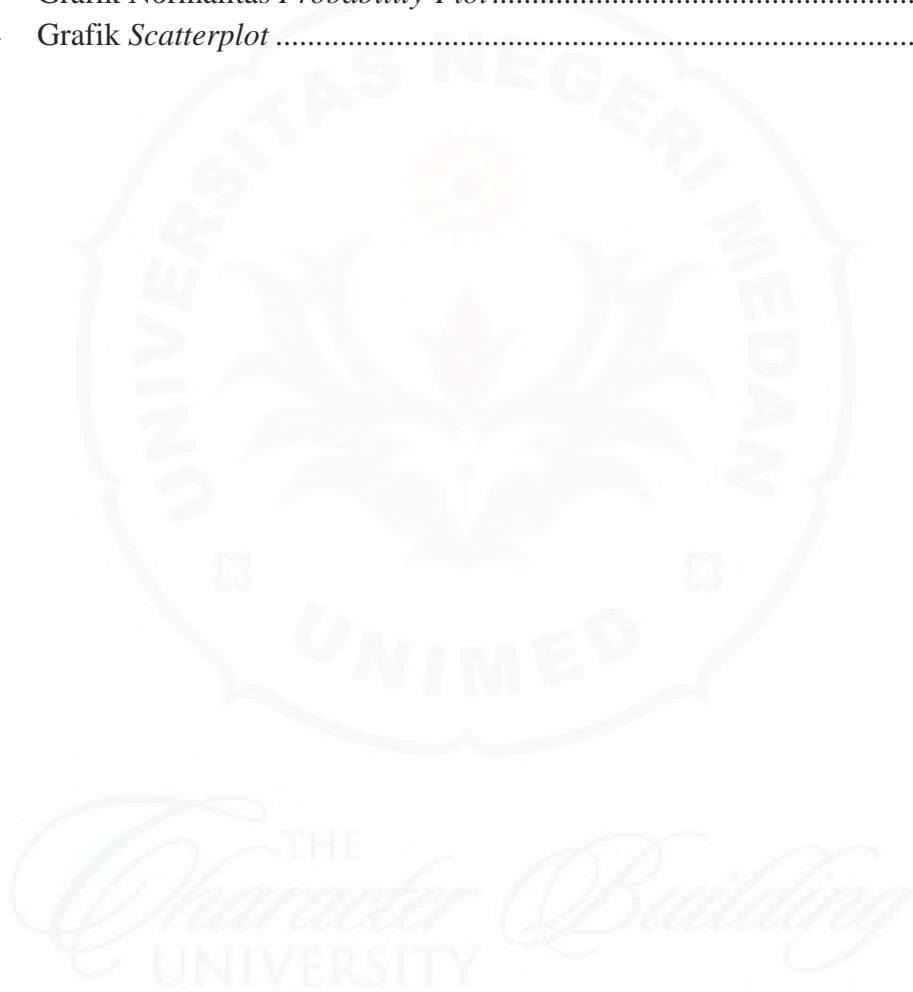 Grafik Normalitas Probability Plot........................................................
Grafik Scatterplot ...................................................................................
UNIVERSITAS NEGERI MEDAN
UNIMED
THE
Character Building
UNIVERSITY